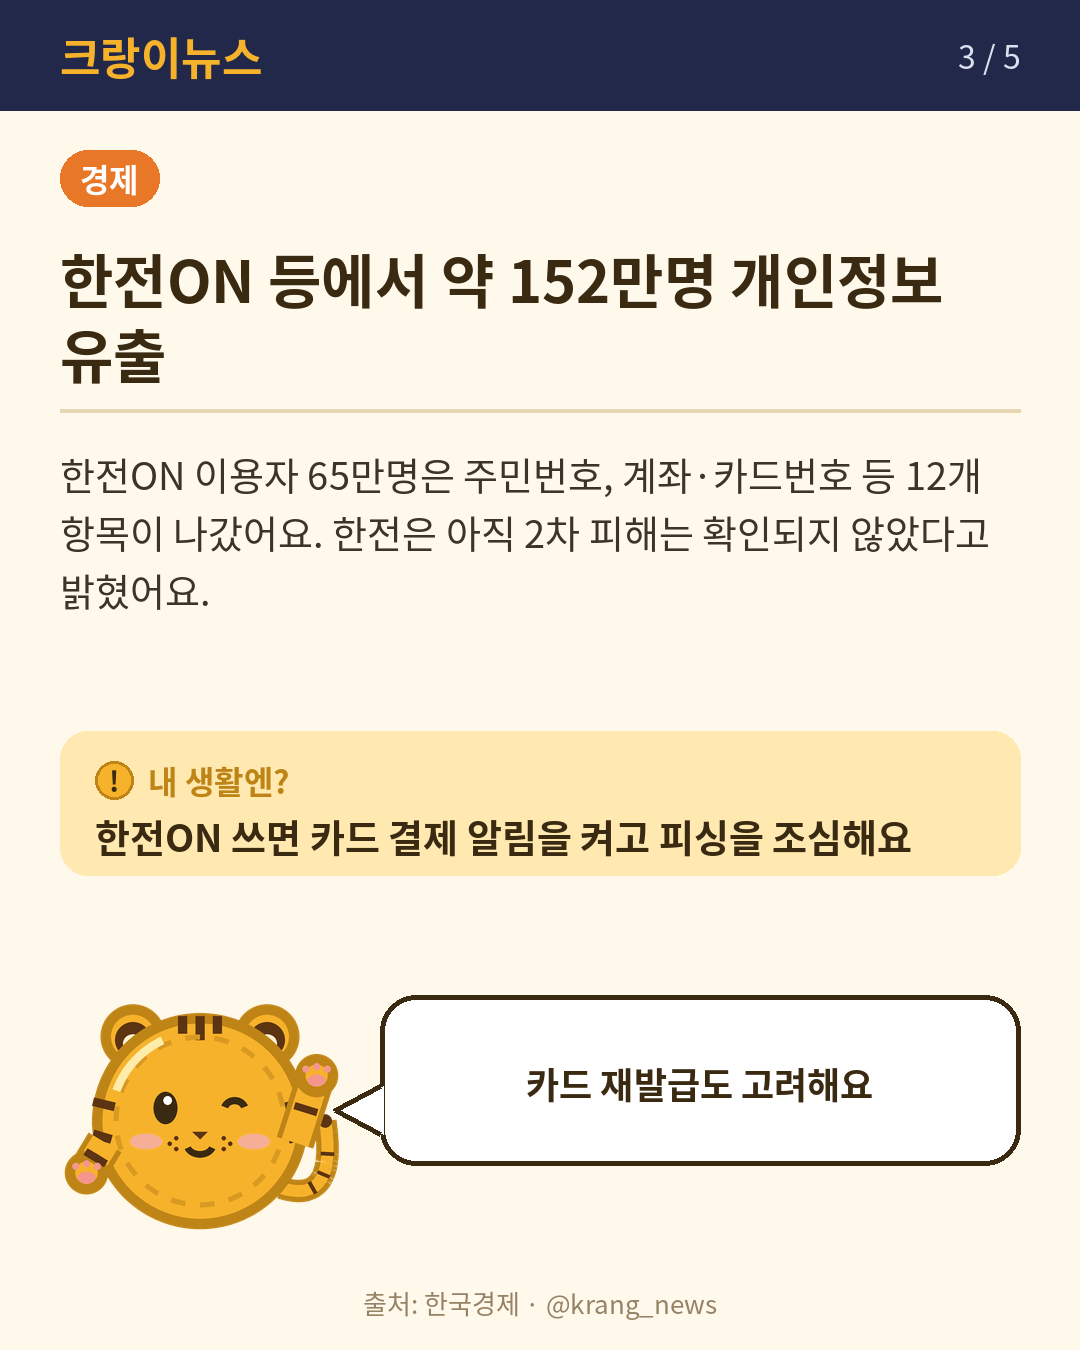 크랑이뉴스
3 / 5
경제
한전ON 등에서 약 152만명 개인정보
유출
한전ON 이용자 65만명은 주민번호, 계좌·카드번호 등 12개
항목이 나갔어요. 한전은 아직 2차 피해는 확인되지 않았다고
밝혔어요.
! 내 생활엔?
한전ON 쓰면 카드 결제 알림을 켜고 피싱을 조심해요
카드 재발급도 고려해요
출처: 한국경제 · @krang_news